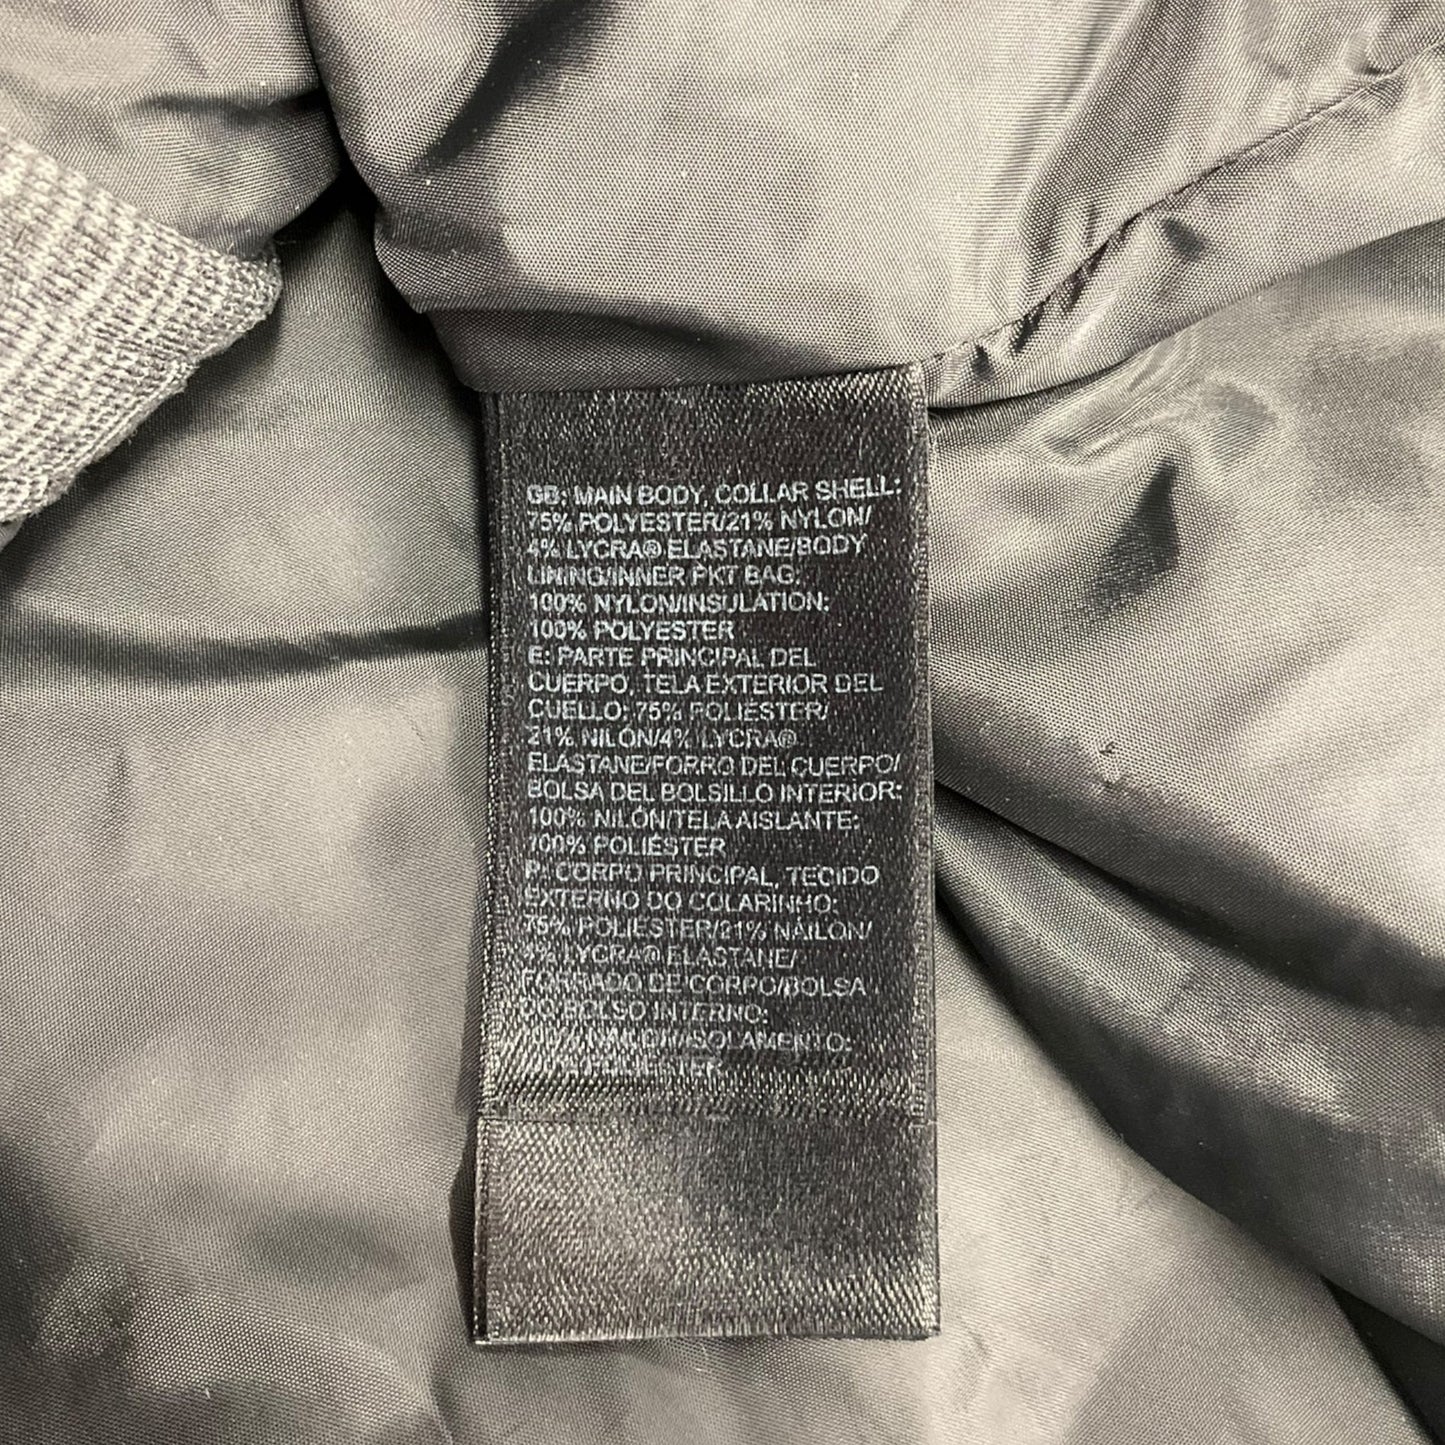 GB: MAIN BODY, COLLAR SHELL:
75% POLYESTER/21% NYLON/
4% LYCRA® ELASTANE/BODY
LINING/INNER PKT BAG:
100% NYLON/INSULATION:
100% POLYESTER
E: PARTE PRINCIPAL DEL
CUERPO, TELA EXTERIOR DEL
CUELLO: 75% POLIÉSTER/
21% NILÓN/4% LYCRA®
ELASTANE/FORRO DEL CUERPO/
BOLSA DEL BOLSILLO INTERIOR:
100% NILÓN/TELA AISLANTE:
100% POLIÉSTER
P: CORPO PRINCIPAL, TECIDO
EXTERNO DO COLARINHO:
75% POLIÉSTER/21% NÁILON/
LYCRA® ELASTANE/
DE CORPO/BOLSA
BOLSO INTERNO: